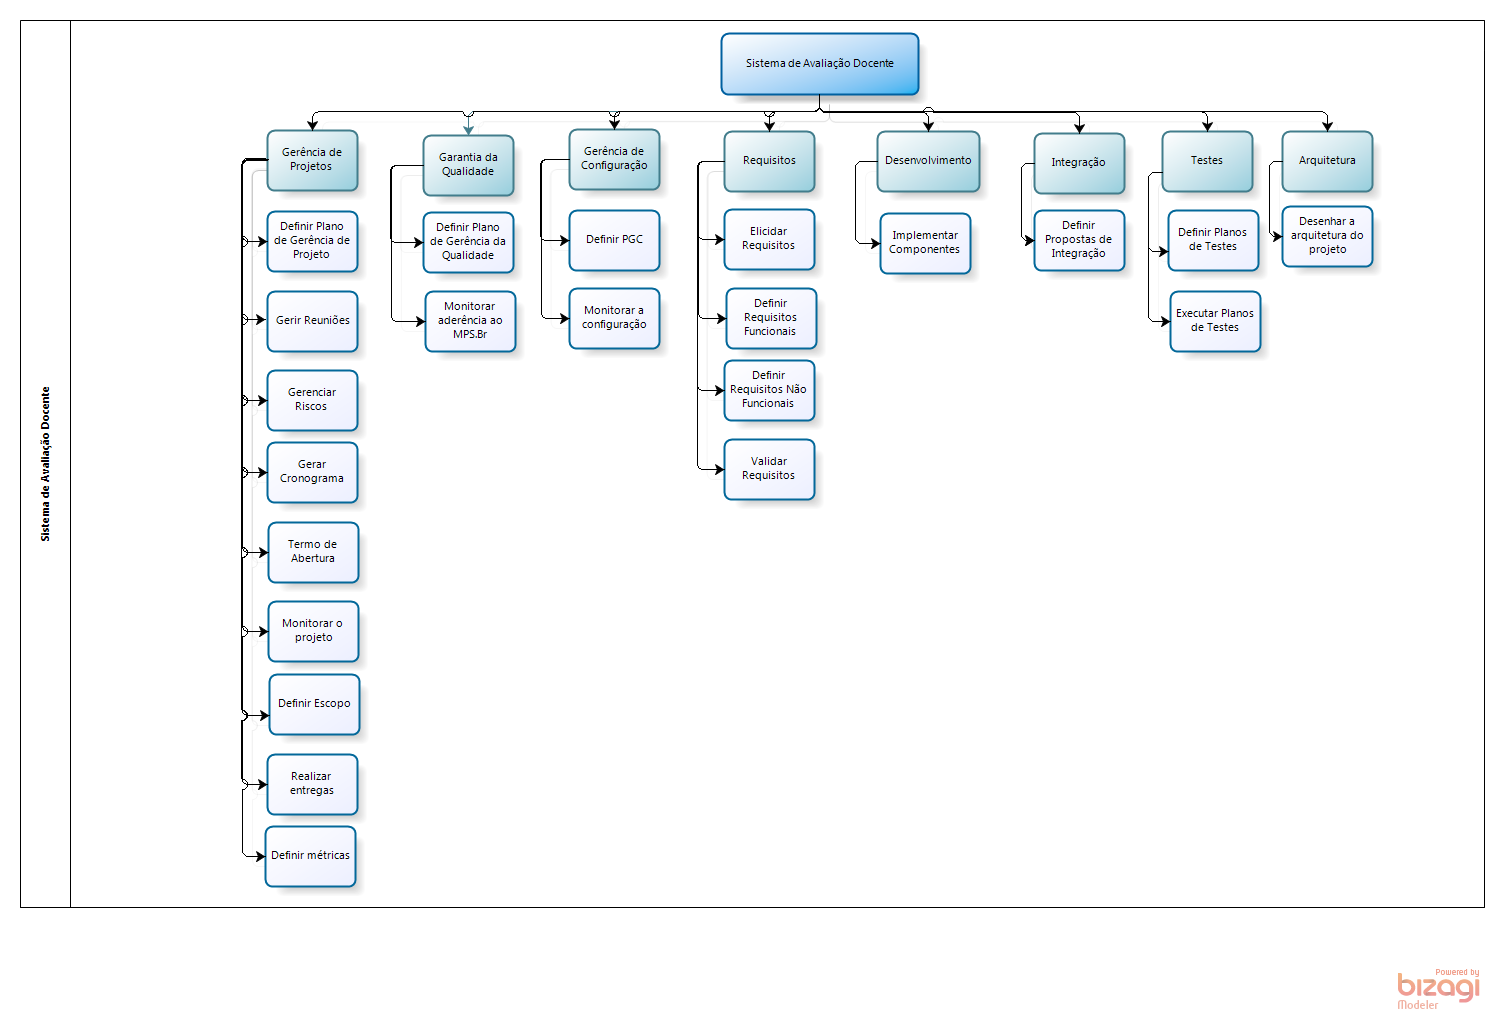 Sistema de Avaliação Docente
Sistema de Avaliação Docente
Gerência de
Projetos
Definir Plano
de Gerência de
Projeto
Gerir Reuniões
Gerenciar
Riscos
Gerar
Cronograma
Termo de
Abertura
Monitorar o
projeto
Definir Escopo
Realizar
entregas
Definir métricas
Garantia da
Qualidade
Definir Plano
de Gerência da
Qualidade
Monitorar
aderência ao
MPS.Br
Gerência de
Configuração
Definir PGC
Monitorar a
configuração
Requisitos
Elicidar
Requisitos
Definir
Requisitos
Funcionais
Definir
Requisitos Não
Funcionais
Validar
Requisitos
Desenvolvimento
Implementar
Componentes
Integração
Definir
Propostas de
Integração
Testes
Definir Planos
de Testes
Executar Planos
de Testes
Arquitetura
Desenhar a
arquitetura do
projeto
Powered by
bizagi
Modeler